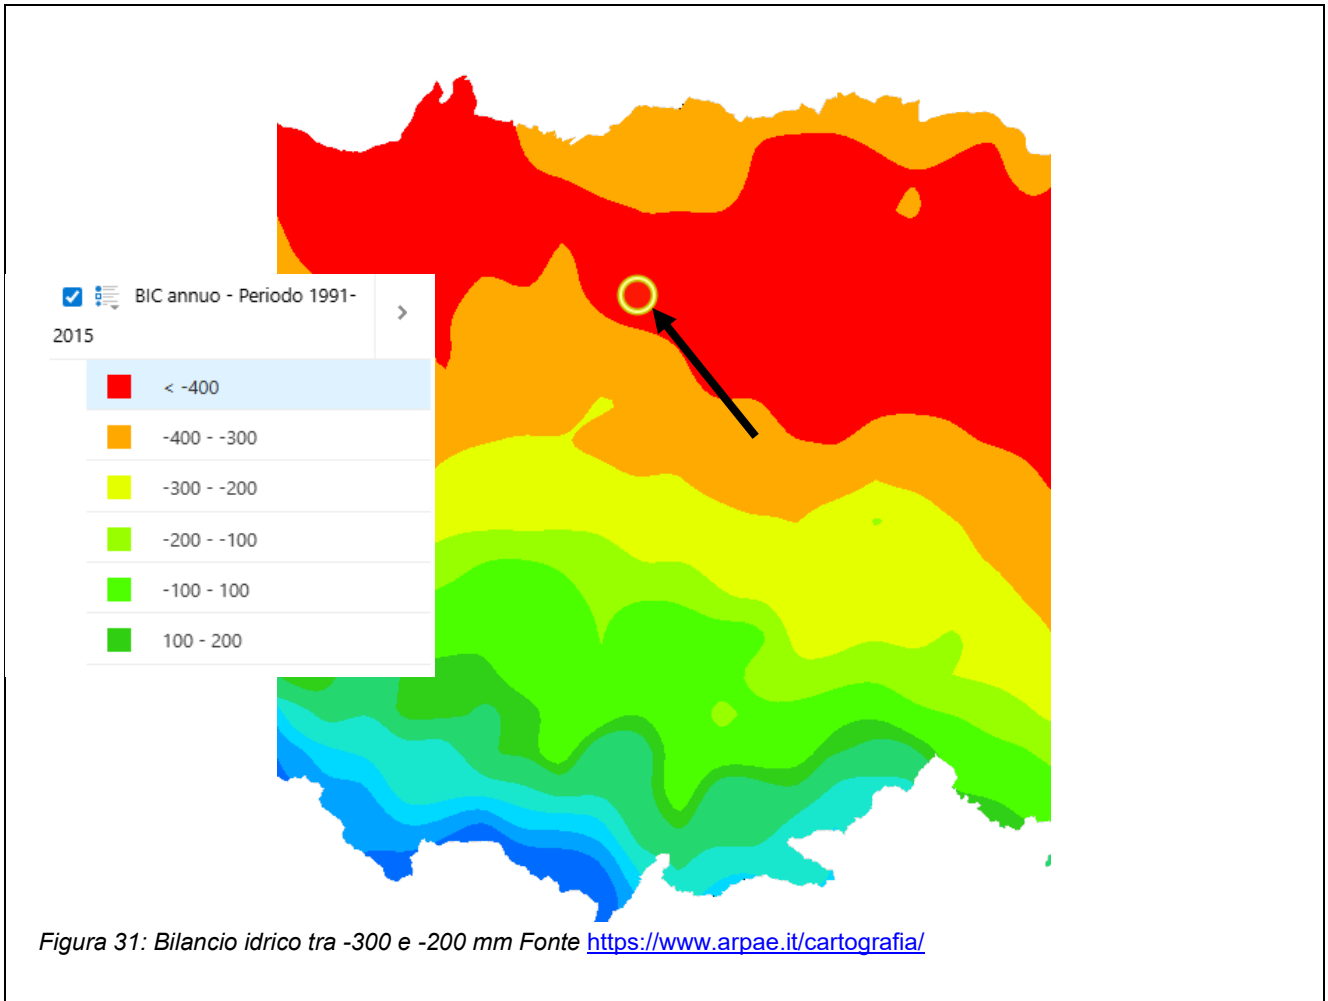 BIC annuo - Periodo 1991-
2015
< -400
-400 - -300
-300 - -200
-200 - -100
-100 - 100
100 - 200
Figura 31: Bilancio idrico tra -300 e -200 mm Fonte https://www.arpae.it/cartografia/